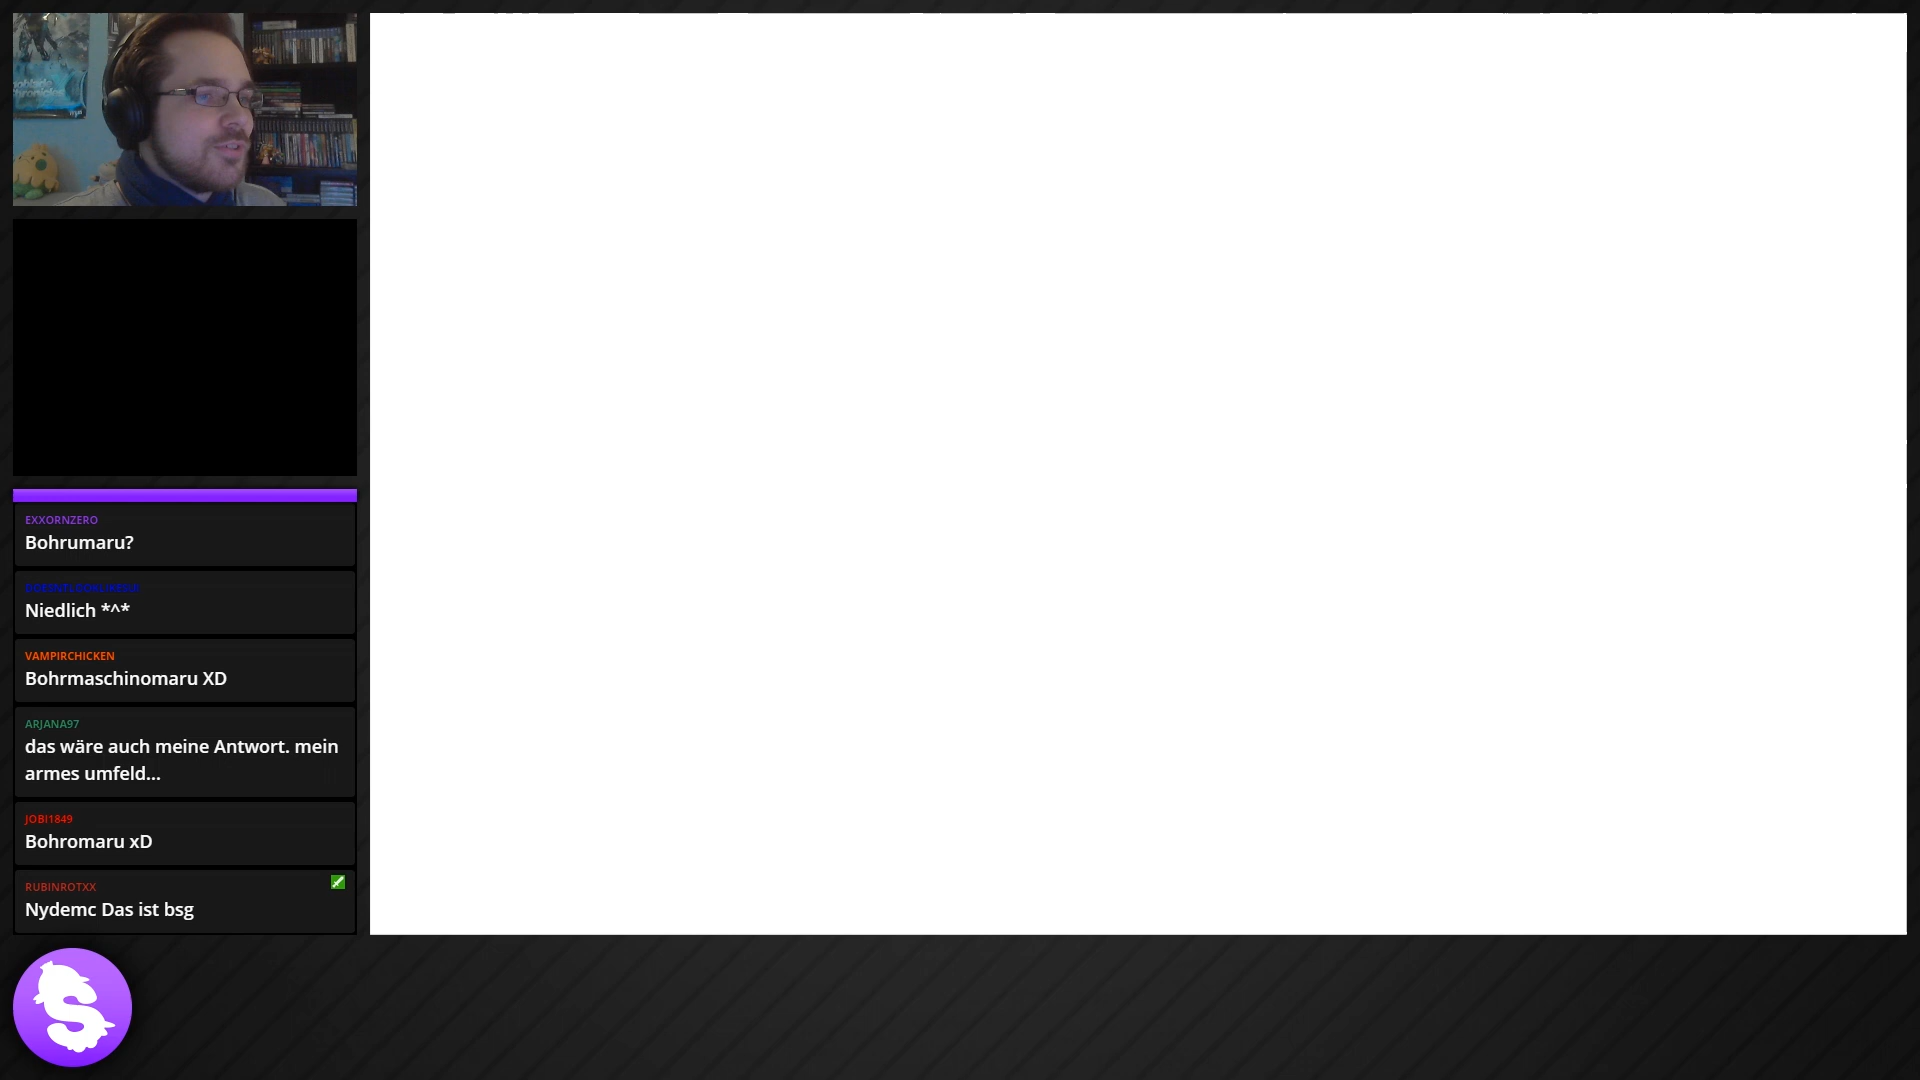 EXXORNZERO
Bohrumaru?
Niedlich *^*
VAMPIRCHICKEN
Bohrmaschinomaru XD
ARJANA97
das wäre auch meine Antwort. mein
armes umfeld...
JOBI1849
Bohromaru xD
RUBINROTXX
Nydemc Das ist bsg